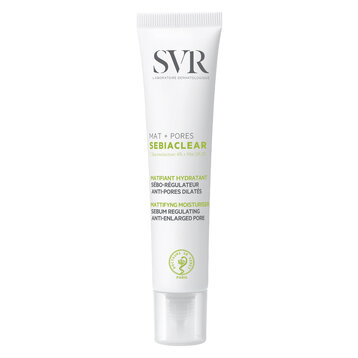 SVR
LABORATOIRE DERMATOLOGIQUE
MAT + PORES
SEBIACLEAR
MATIFIANT HYDRATANT
SÉBO-RÉGULATEUR
ANTI-PORES DILATÉS
MATTIFYNG MOISTURISER
SEBUM REGULATING
ANTI-ENLARGED PORE
PARIS